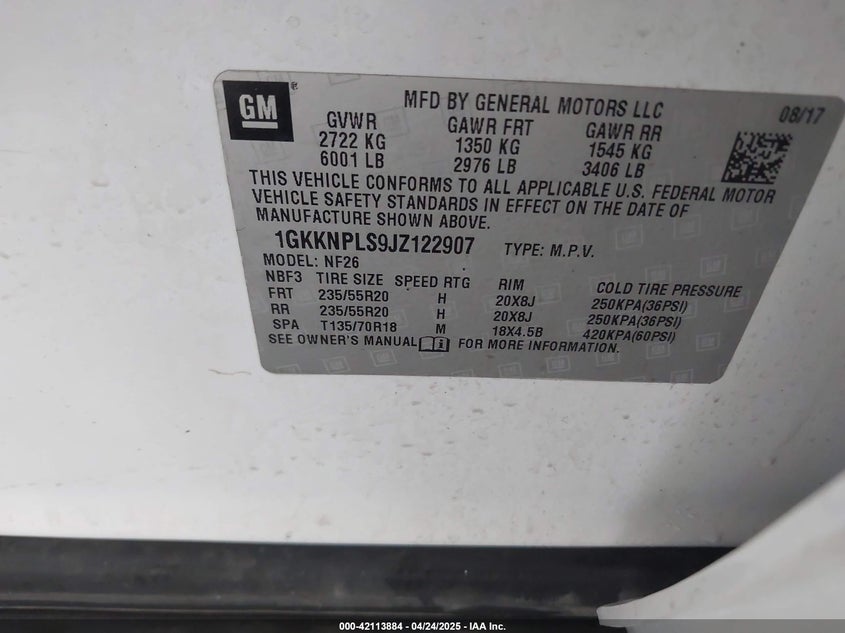 GM
MFD BY GENERAL MOTORS LLC 08/17
GVWR GAWR FRT GAWR RR
2722 KG 1350 KG 1545 KG
6001 LB 2976 LB 3406 LB
THIS VEHICLE CONFORMS TO ALL APPLICABLE U.S. FEDERAL MOTOR
VEHICLE SAFETY STANDARDS IN EFFECT ON THE DATE OF
MANUFACTURE SHOWN ABOVE.
1GKKNPLS9JZ122907 TYPE: M.P.V.
MODEL: NF26
NBF3 TIRE SIZE SPEED RTG RIM COLD TIRE PRESSURE
FRT 235/55R20 H 20X8J 250KPA(36PSI)
RR 235/55R20 H 20X8J 250KPA(36PSI)
SPA T135/70R18 M 18X4.5B 420KPA(60PSI)
SEE OWNER'S MANUAL FOR MORE INFORMATION.
000-42113884 / 04/24/2025 - IAA Inc.